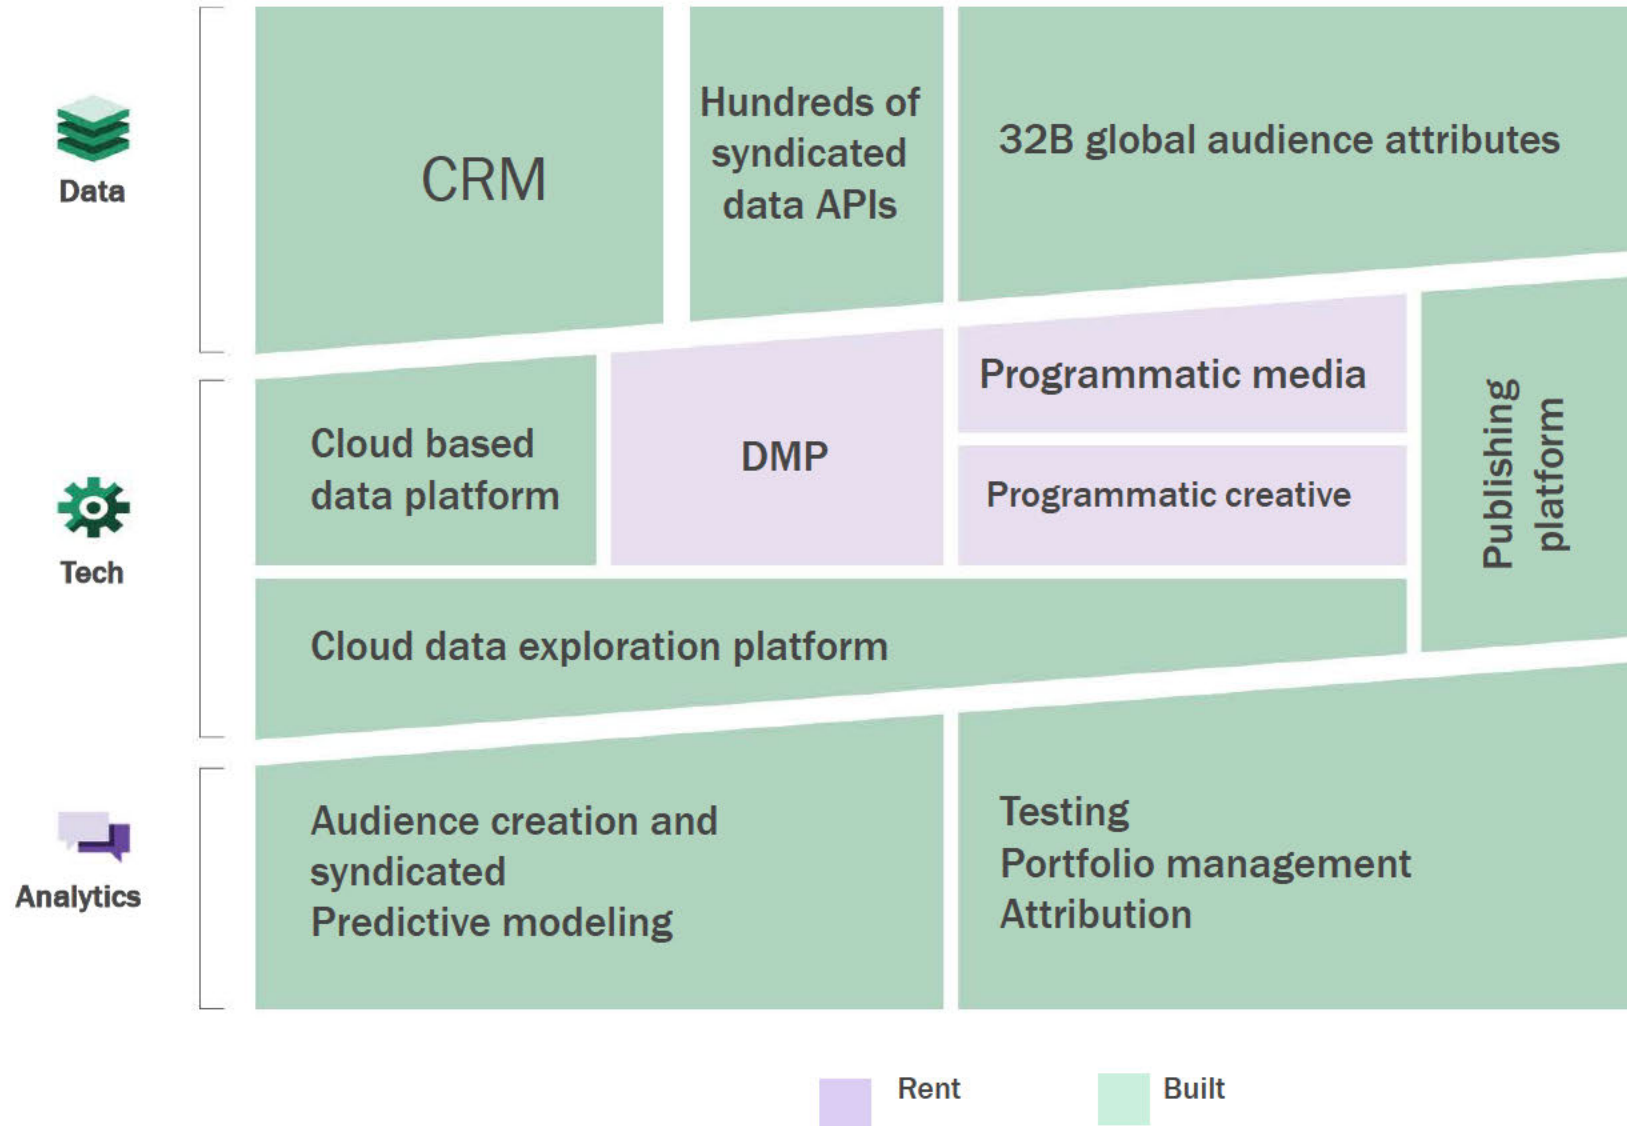 Data
CRM
Hundreds of
syndicated
data APIs
32B global audience attributes
Tech
Cloud based
data platform
DMP
Programmatic media
Programmatic creative
Publishing
platform
Cloud data exploration platform
Analytics
Audience creation and
syndicated
Predictive modeling
Testing
Portfolio management
Attribution
Rent
Built